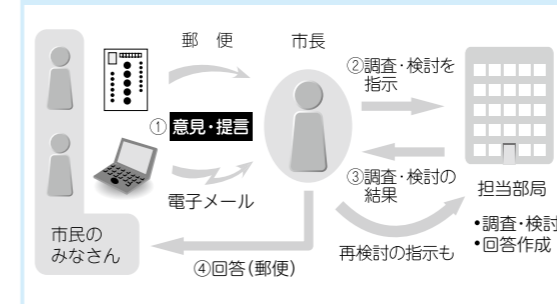 郵便
市長
②調査・検討を
指示
①意見・提言
③調査・検討の
結果
電子メール
担当部局
•調査・検討
•回答作成
市民の
みなさん
再検討の指示も
④回答(郵便)